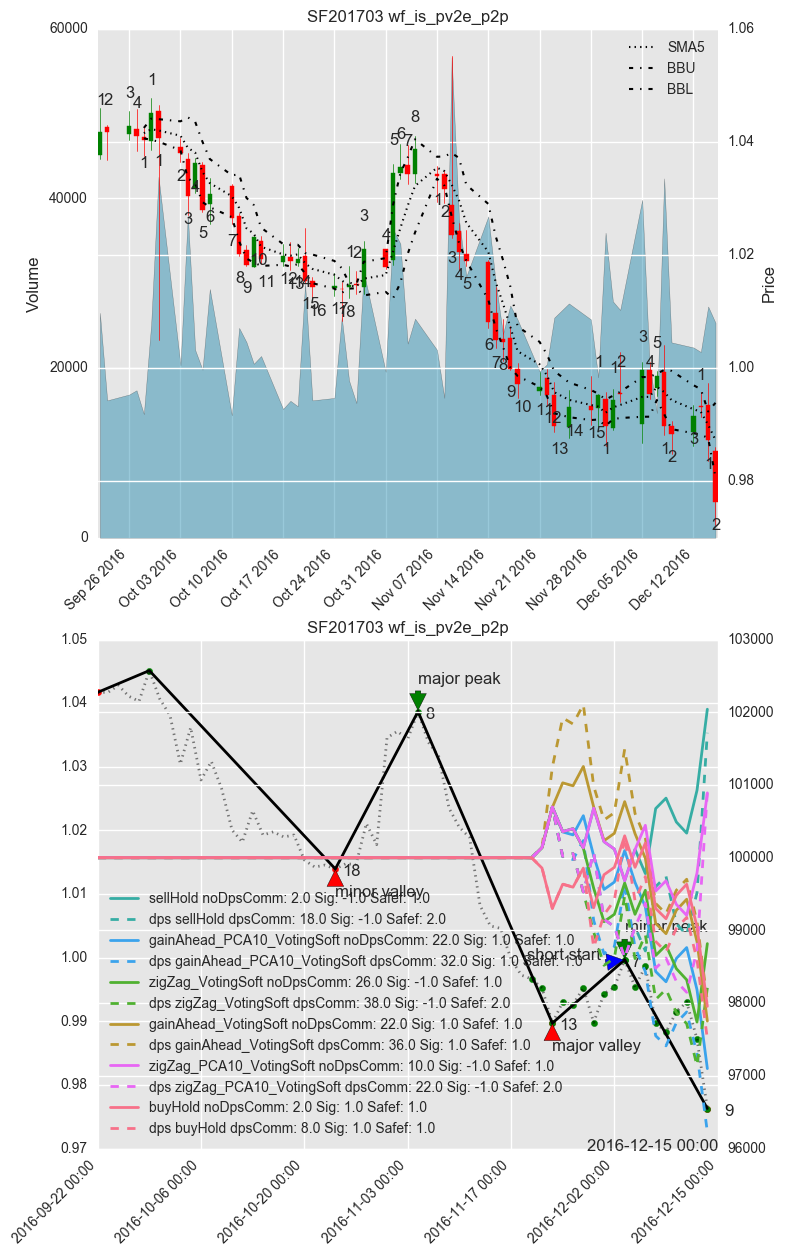 SF201703 wf_is_pv2e_p2p
60000
40000
20000
0
Volume
1.06
1.04
1.02
1.00
0.98
Price
SMA5
BBU
BBL
Sep 26 2016
Oct 03 2016
Oct 10 2016
Oct 17 2016
Oct 24 2016
Oct 31 2016
Nov 07 2016
Nov 14 2016
Nov 21 2016
Nov 28 2016
Dec 05 2016
Dec 12 2016
SF201703 wf_is_pv2e_p2p
1.05
1.04
1.03
1.02
1.01
1.00
0.99
0.98
0.97
103000
102000
101000
100000
99000
98000
97000
96000
major peak
8
18
minor valley
minor peak
short start
7
13
major valley
9
sellHold noDpsComm: 2.0 Sig: -1.0 Safef: 1.0
dps sellHold dpsComm: 18.0 Sig: -1.0 Safef: 2.0
gainAhead_PCA10_VotingSoft noDpsComm: 22.0 Sig: 1.0 Safef: 1.0
dps gainAhead_PCA10_VotingSoft dpsComm: 32.0 Sig: 1.0 Safef: 1.0
zigZag_VotingSoft noDpsComm: 26.0 Sig: -1.0 Safef: 1.0
dps zigZag_VotingSoft dpsComm: 38.0 Sig: -1.0 Safef: 2.0
gainAhead_VotingSoft noDpsComm: 22.0 Sig: 1.0 Safef: 1.0
dps gainAhead_VotingSoft dpsComm: 36.0 Sig: 1.0 Safef: 1.0
zigZag_PCA10_VotingSoft noDpsComm: 10.0 Sig: -1.0 Safef: 1.0
dps zigZag_PCA10_VotingSoft dpsComm: 22.0 Sig: -1.0 Safef: 2.0
buyHold noDpsComm: 2.0 Sig: 1.0 Safef: 1.0
dps buyHold dpsComm: 8.0 Sig: 1.0 Safef: 1.0
2016-12-15 00:00
2016-09-22 00:00
2016-10-06 00:00
2016-10-20 00:00
2016-11-03 00:00
2016-11-17 00:00
2016-12-02 00:00
2016-12-15 00:00